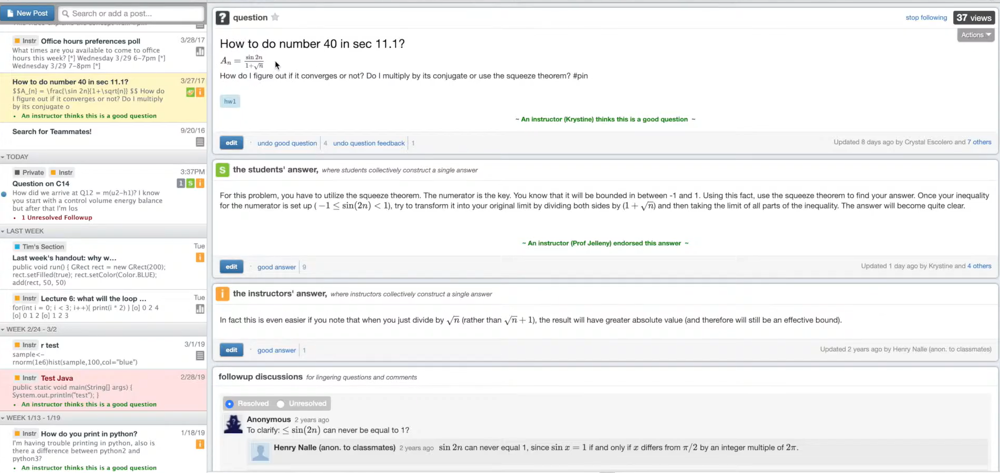 New Post
Search or add a post...
Instr Office hours preferences poll 3/28/17
What times are you available to come to office
hours this week? [*] Wednesday 3/29 6-7pm [*]
Wednesday 3/29 7-8pm [*]
How to do number 40 in sec 11.1? 3/27/17
$$A_{n} = \frac{\sin 2n}{1+\sqrt{n}} $$ How do
I figure out if it converges or not? Do I multiply
by its conjugate o
• An instructor thinks this is a good question
Search for Teammates! 9/20/16
TODAY
Private Instr 3:37PM
Question on C14 1 S i
How did we arrive at Q12 = m(u2-h1)? I know
you start with a control volume energy balance
but after that I'm los
• 1 Unresolved Followup
LAST WEEK
Tim's Section Tue
Last week's handout: why w... i
public void run() { GRect rect = new GRect(200);
rect.setFilled(true); rect.setColor(Color.BLUE);
add(rect, 50, 50)
Instr Lecture 6: what will the loop ... Tue
for(int i = 0; i < 3; i++){ print(i * 2) } [o] 0 2 4
[o] 0 1 2 [o] 1 2 3
WEEK 2/24 - 3/2
Instr r test 3/1/19
sample<-
rnorm(1e6)hist(sample,100,col="blue")
Instr Test Java 2/28/19
public static void main(String[] args) {
System.out.println("test"); }
• An instructor thinks this is a good question
WEEK 1/13 - 1/19
Instr How do you print in python? 1/18/19
I'm having trouble printing in python, also is
there a difference between python2 and
python3?
• An instructor thinks this is a good question
? question stop following 37 views
Actions
How to do number 40 in sec 11.1?
Aₙ = sin 2n / 1+√n
How do I figure out if it converges or not? Do I multiply by its conjugate or use the squeeze theorem? #pin
hw1
~ An instructor (Krystine) thinks this is a good question ~
edit · undo good question 4 undo question feedback 1 Updated 8 days ago by Crystal Escolero and 7 others
S the students' answer, where students collectively construct a single answer
For this problem, you have to utilize the squeeze theorem. The numerator is the key. You know that it will be bounded in between -1 and 1. Using this fact, use the squeeze theorem to find your answer. Once your inequality
for the numerator is set up ( −1 ≤ sin(2n) < 1), try to transform it into your original limit by dividing both sides by (1 + √n) and then taking the limit of all parts of the inequality. The answer will become quite clear.
~ An instructor (Prof Jelleny) endorsed this answer ~
edit · good answer 9 Updated 1 day ago by Krystine and 4 others
i the instructors' answer, where instructors collectively construct a single answer
In fact this is even easier if you note that when you just divide by √n (rather than √n + 1), the result will have greater absolute value (and therefore will still be an effective bound).
edit · good answer 1 Updated 2 years ago by Henry Nalle (anon. to classmates)
followup discussions for lingering questions and comments
Resolved Unresolved
Anonymous 2 years ago
To clarify: ≤ sin(2n) can never be equal to 1?
Henry Nalle (anon. to classmates) 2 years ago sin 2n can never equal 1, since sin x = 1 if and only if x differs from π/2 by an integer multiple of 2π.